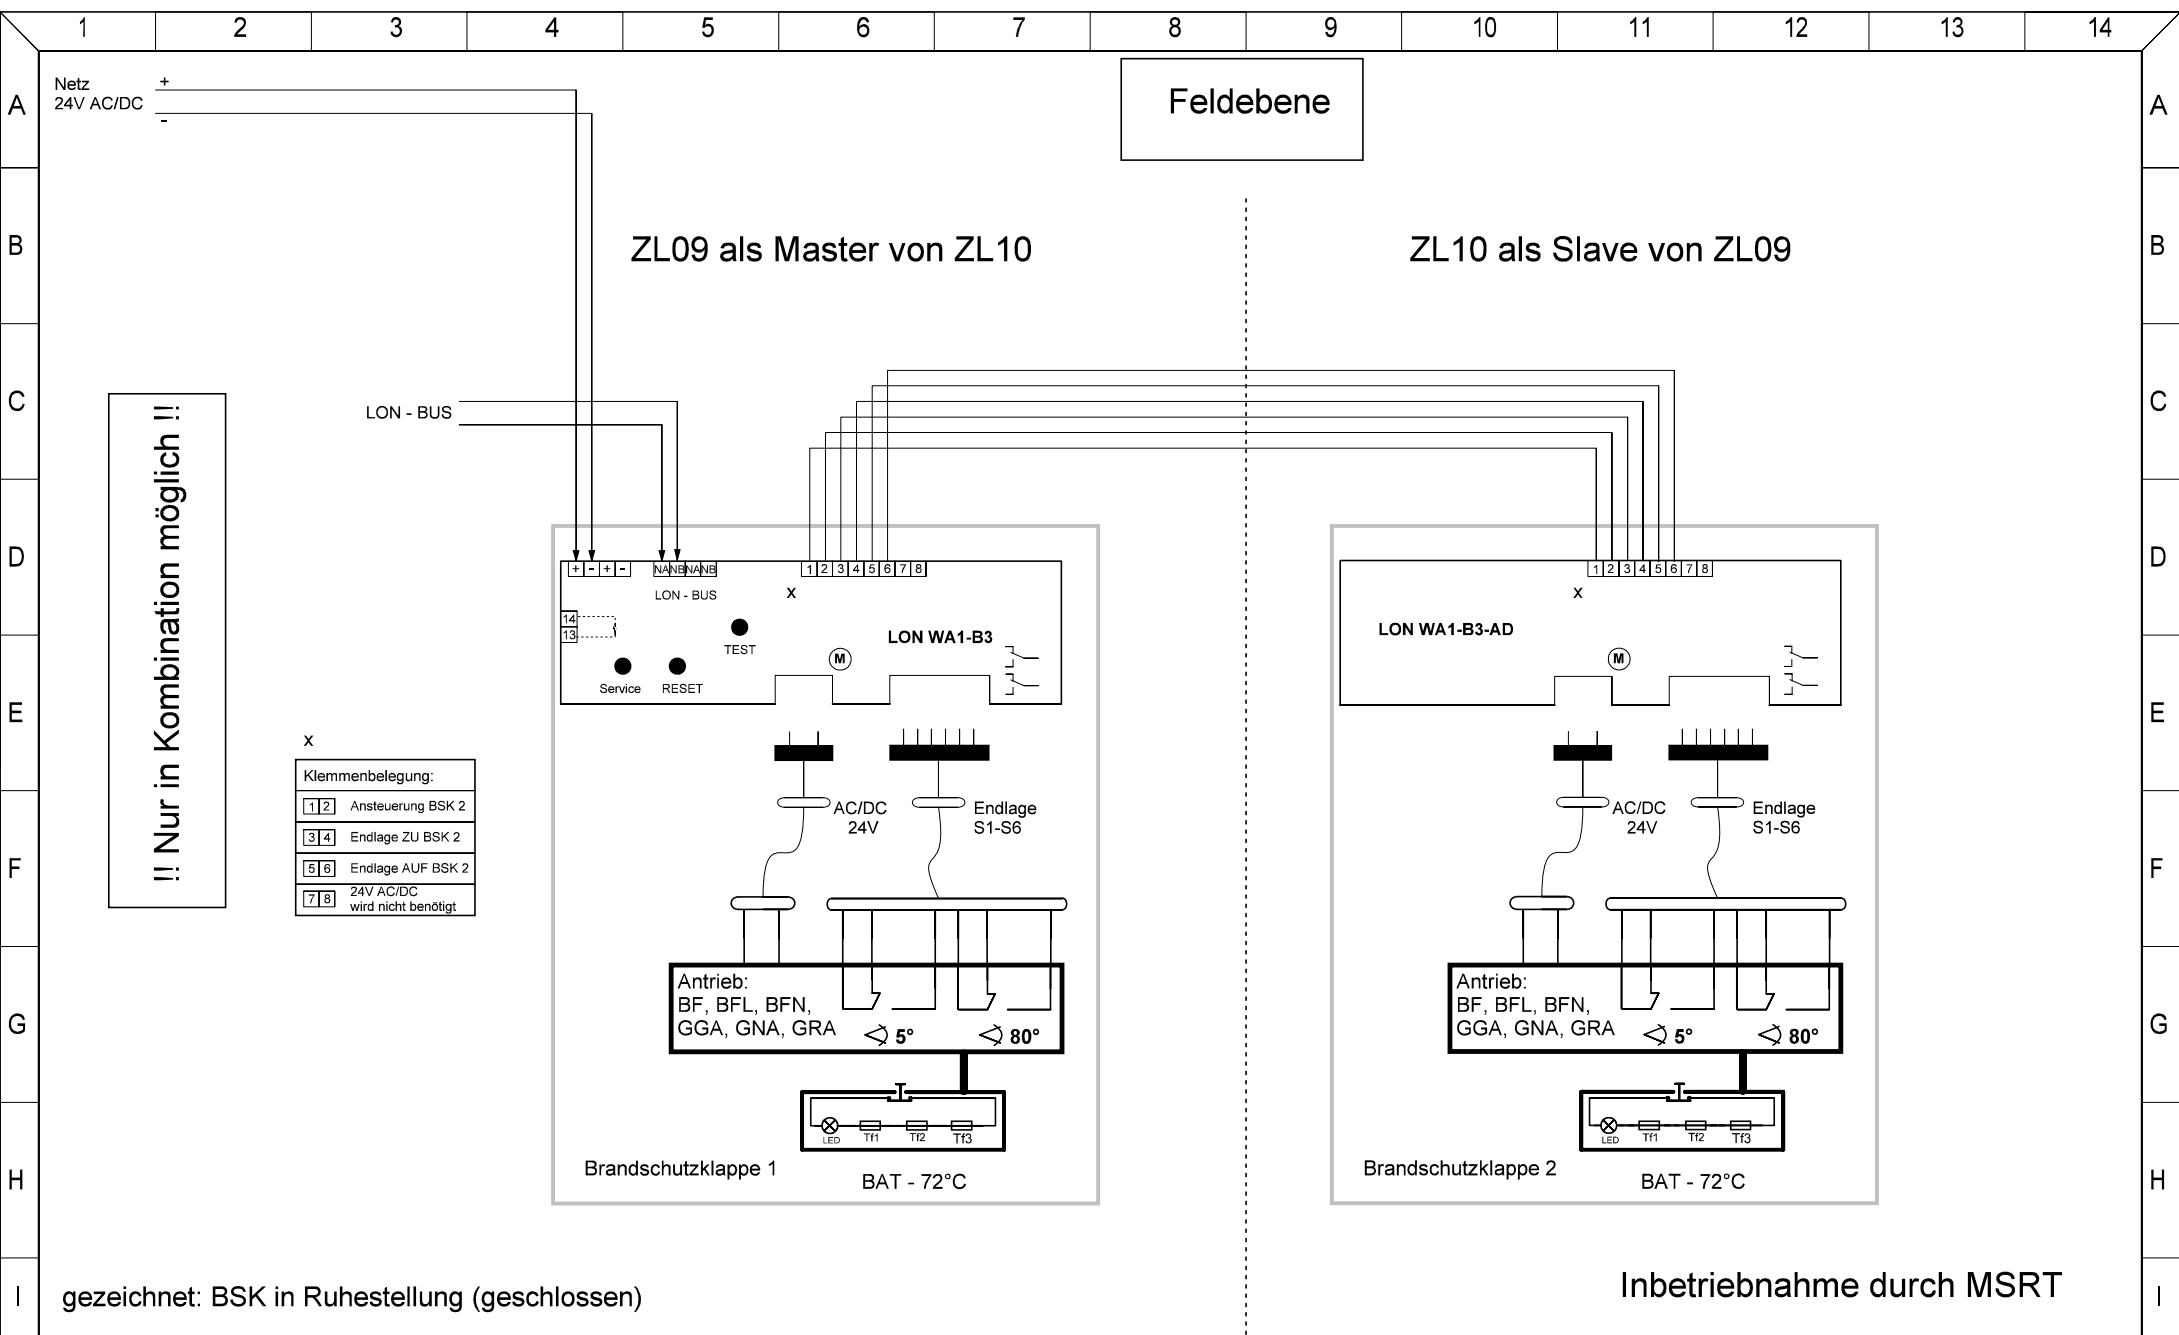 1 2 3 4 5 6 7 8 9 10 11 12 13 14
A A
Netz +
24V AC/DC
-
Feldebene
B B
ZL09 als Master von ZL10 ZL10 als Slave von ZL09
C C
LON - BUS
!! Nur in Kombination möglich !!
D D
+ - + - NA NB NA NB 1 2 3 4 5 6 7 8
1 2 3 4 5 6 7 8
LON - BUS x
x
14
13
TEST
LON WA1-B3
LON WA1-B3-AD
M
M
Service RESET
E E
x
Klemmenbelegung:
1 2 Ansteuerung BSK 2
3 4 Endlage ZU BSK 2
5 6 Endlage AUF BSK 2
7 8 24V AC/DC
wird nicht benötigt
AC/DC
24V
Endlage
S1-S6
AC/DC
24V
Endlage
S1-S6
F F
Antrieb:
BF, BFL, BFN,
GGA, GNA, GRA
5° 80°
Antrieb:
BF, BFL, BFN,
GGA, GNA, GRA
5° 80°
G G
LED Tf1 Tf2 Tf3
LED Tf1 Tf2 Tf3
Brandschutzklappe 1 BAT - 72°C
Brandschutzklappe 2 BAT - 72°C
H H
I I
gezeichnet: BSK in Ruhestellung (geschlossen)
Inbetriebnahme durch MSRT